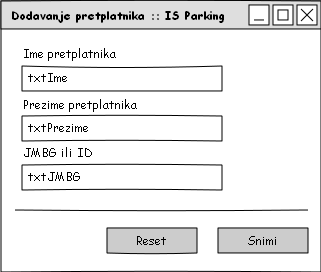 Dodavanje pretplatnika :: IS Parking
Ime pretplatnika
txtIme
Prezime pretplatnika
txtPrezime
JMBG ili ID
txtJMBG
Reset
Snimi